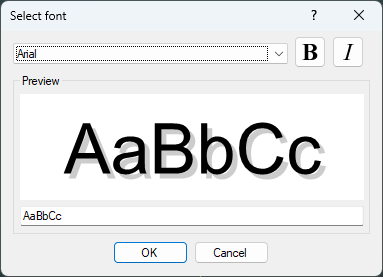 Select font
?
Arial
B
I
Preview
AaBbCc
AaBbCc
OK
Cancel